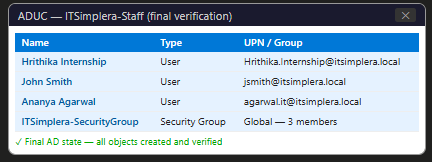 ADUC — ITSimplera-Staff (final verification)
Name Type UPN / Group
Hrithika Internship User Hrithika.Internship@itsimplera.local
John Smith User jsmith@itsimplera.local
Ananya Agarwal User agarwal.it@itsimplera.local
ITSimplera-SecurityGroup Security Group Global — 3 members
✓ Final AD state — all objects created and verified